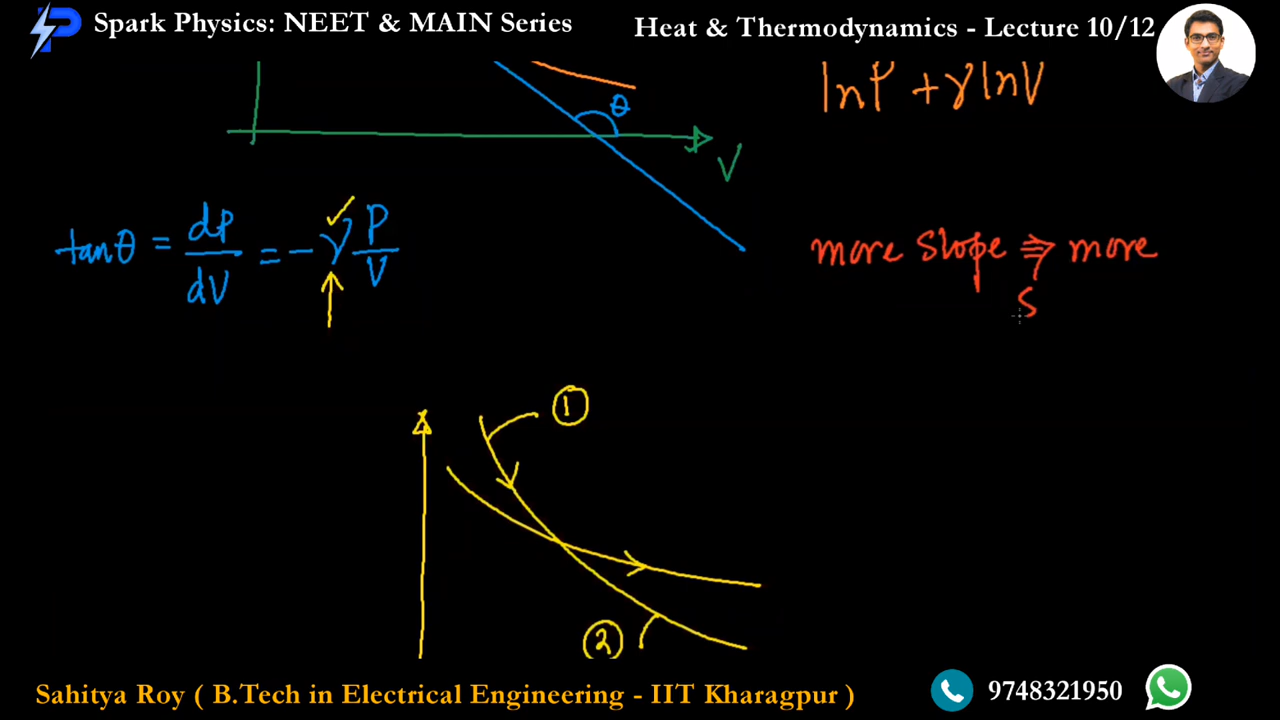 Spark Physics: NEET & MAIN Series
Heat & Thermodynamics - Lecture 10/12
lnP + γ lnV
θ
V
tanθ = dP/dV = -γ P/V
more slope ⇒ more
s
①
②
Sahitya Roy ( B.Tech in Electrical Engineering - IIT Kharagpur )
9748321950